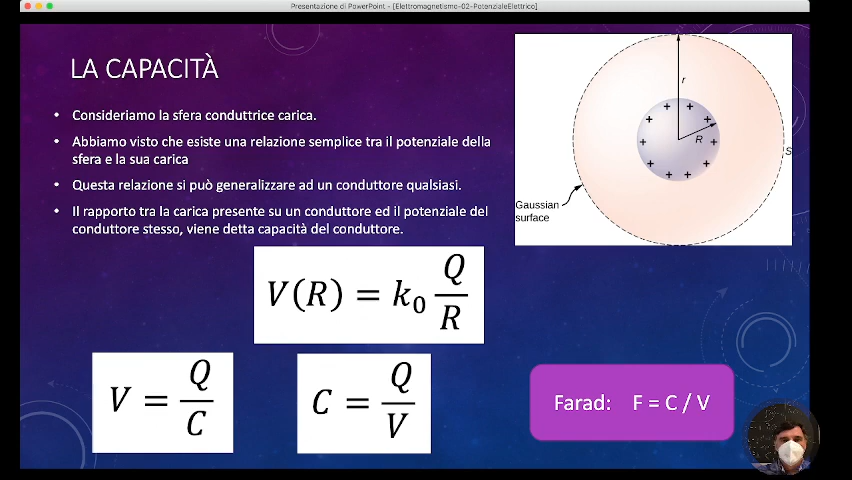 Presentazione di PowerPoint - [Elettromagnetismo-02-PotenzialeElettrico]
LA CAPACITÀ
• Consideriamo la sfera conduttrice carica.
• Abbiamo visto che esiste una relazione semplice tra il potenziale della
sfera e la sua carica
• Questa relazione si può generalizzare ad un conduttore qualsiasi.
• Il rapporto tra la carica presente su un conduttore ed il potenziale del
conduttore stesso, viene detta capacità del conduttore.
r
R
S
Gaussian
surface
V(R) = k₀ Q/R
V = Q/C
C = Q/V
Farad: F = C / V